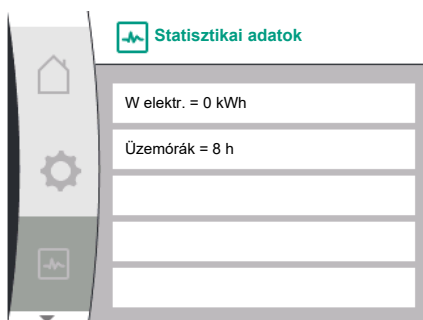 Statisztikai adatok
W elektr. = 0 kWh
Üzemórák = 8 h